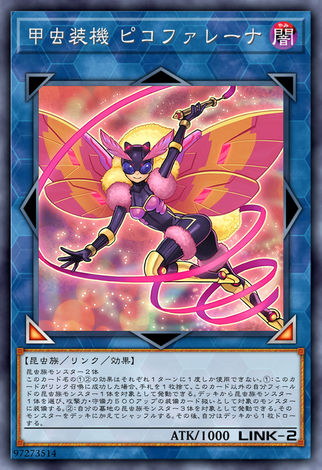 甲虫装機 ピコファレーナ
やみ
闇
【昆虫族／リンク／効果】
昆虫族モンスター２体
このカード名の①②の効果はそれぞれ１ターンに１度しか使用できない。①：このカ
ードがリンク召喚に成功した場合、手札を１枚捨て、このカード以外の自分フィール
ドの昆虫族モンスター１体を対象として発動できる。デッキから昆虫族モンスター
１体を選び、攻撃力・守備力５００アップの装備カード扱いとして対象のモンスター
に装備する。②：自分の墓地の昆虫族モンスター３体を対象として発動できる。その
モンスターをデッキに加えてシャッフルする。その後、自分はデッキから１枚ドロ
ーする。
ATK/1000 LINK-2
97273514